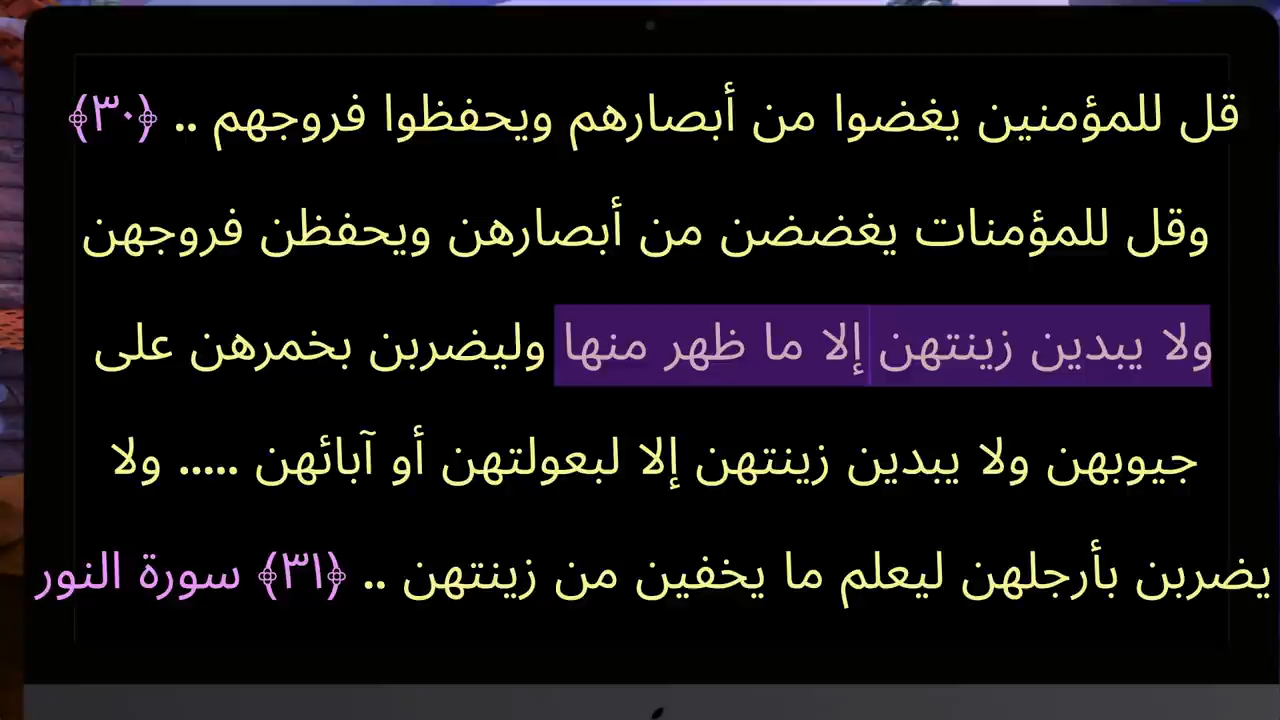 قل للمؤمنين يغضوا من أبصارهم ويحفظوا فروجهم .. ﴿٣٠﴾
وقل للمؤمنات يغضضن من أبصارهن ويحفظن فروجهن
ولا يبدين زينتهن إلا ما ظهر منها وليضربن بخمرهن على
جيوبهن ولا يبدين زينتهن إلا لبعولتهن أو آبائهن ..... ولا
يضربن بأرجلهن ليعلم ما يخفين من زينتهن .. ﴿٣١﴾ سورة النور